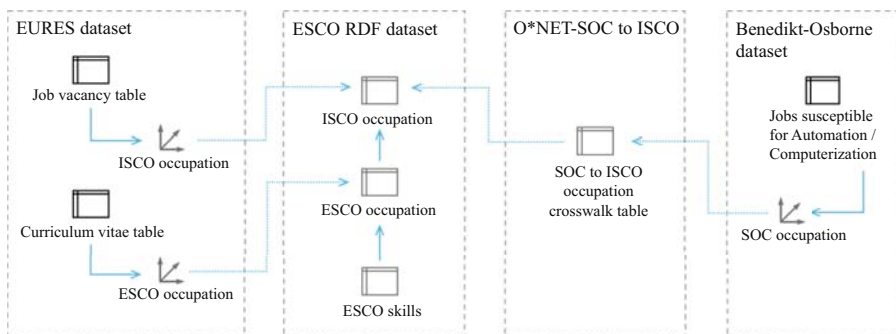 EURES dataset
Job vacancy table
ISCO occupation
Curriculum vitae table
ESCO occupation
ESCO RDF dataset
ISCO occupation
ESCO occupation
ESCO skills
O*NET-SOC to ISCO
SOC to ISCO
occupation
crosswalk table
Benedikt-Osborne
dataset
Jobs susceptible
for Automation /
Computerization
SOC occupation